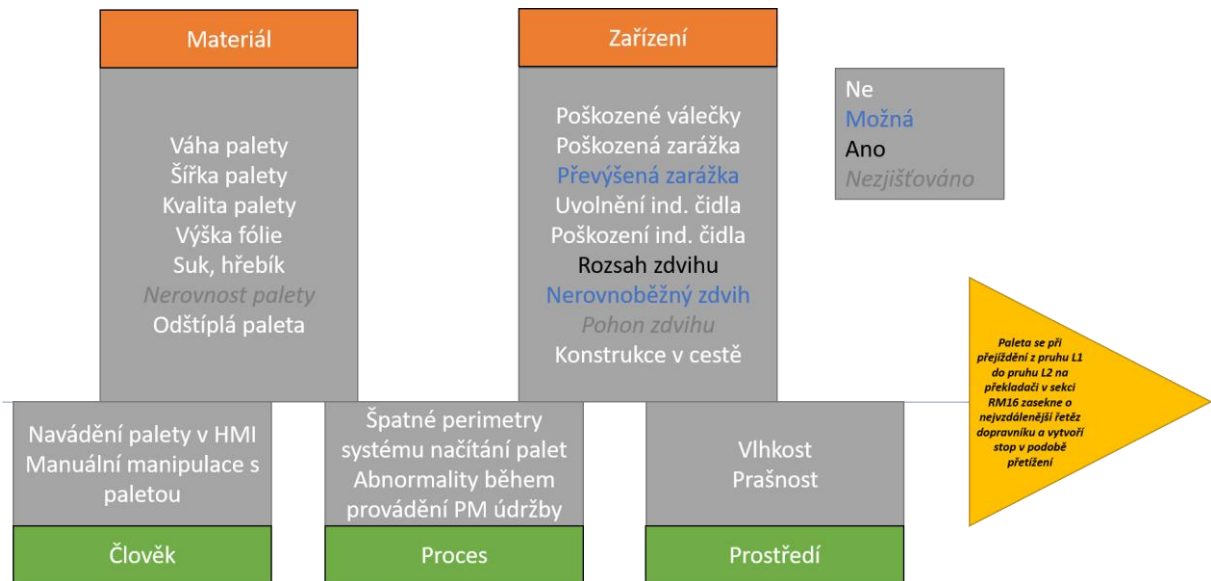 Materiál
Váha palety
Šířka palety
Kvalita palety
Výška fólie
Suk, hřebík
Nerovnost palety
Odštíplá paleta
Zařízení
Poškozené válečky
Poškozená zarážka
Převýšená zarážka
Uvolnění ind. čidla
Poškození ind. čidla
Rozsah zdvihu
Nerovnoběžný zdvih
Pohon zdvihu
Konstrukce v cestě
Ne
Možná
Ano
Nezjišťováno
Navádění palety v HMI
Manuální manipulace s
paletou
Člověk
Špatné perimetry
systému načítání palet
Abnormality během
provádění PM údržby
Proces
Vlhkost
Prašnost
Prostředí
Paleta se při
přejíždění z pruhu L1
do pruhu L2 na
překladači v sekci
RM16 zasekne o
nejvzdálenější řetěz
dopravníku a vytvoří
stop v podobě
přetížení